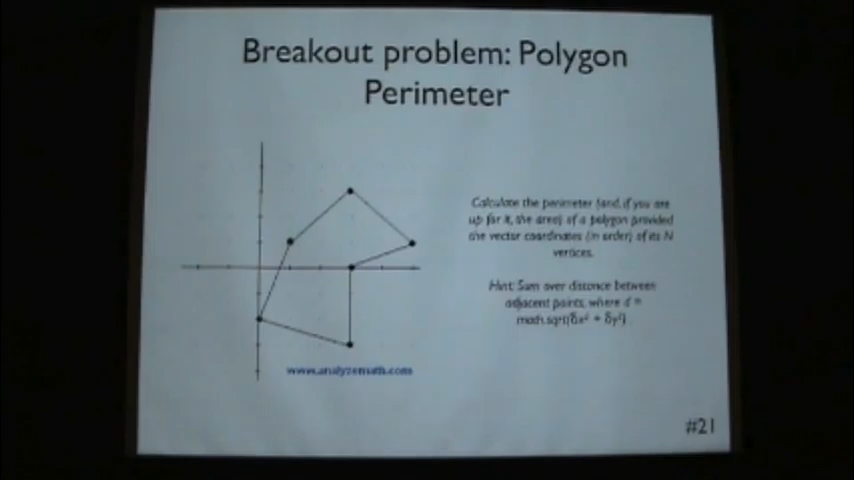 Breakout problem: Polygon
Perimeter
Calculate the perimeter (and, if you are
up for it, the area) of a polygon provided
the vector coordinates (in order) of its N
vertices.
Hint: Sum over distance between
adjacent points, where d =
math.sqrt(δx² + δy²)
www.analyzemath.com
#21